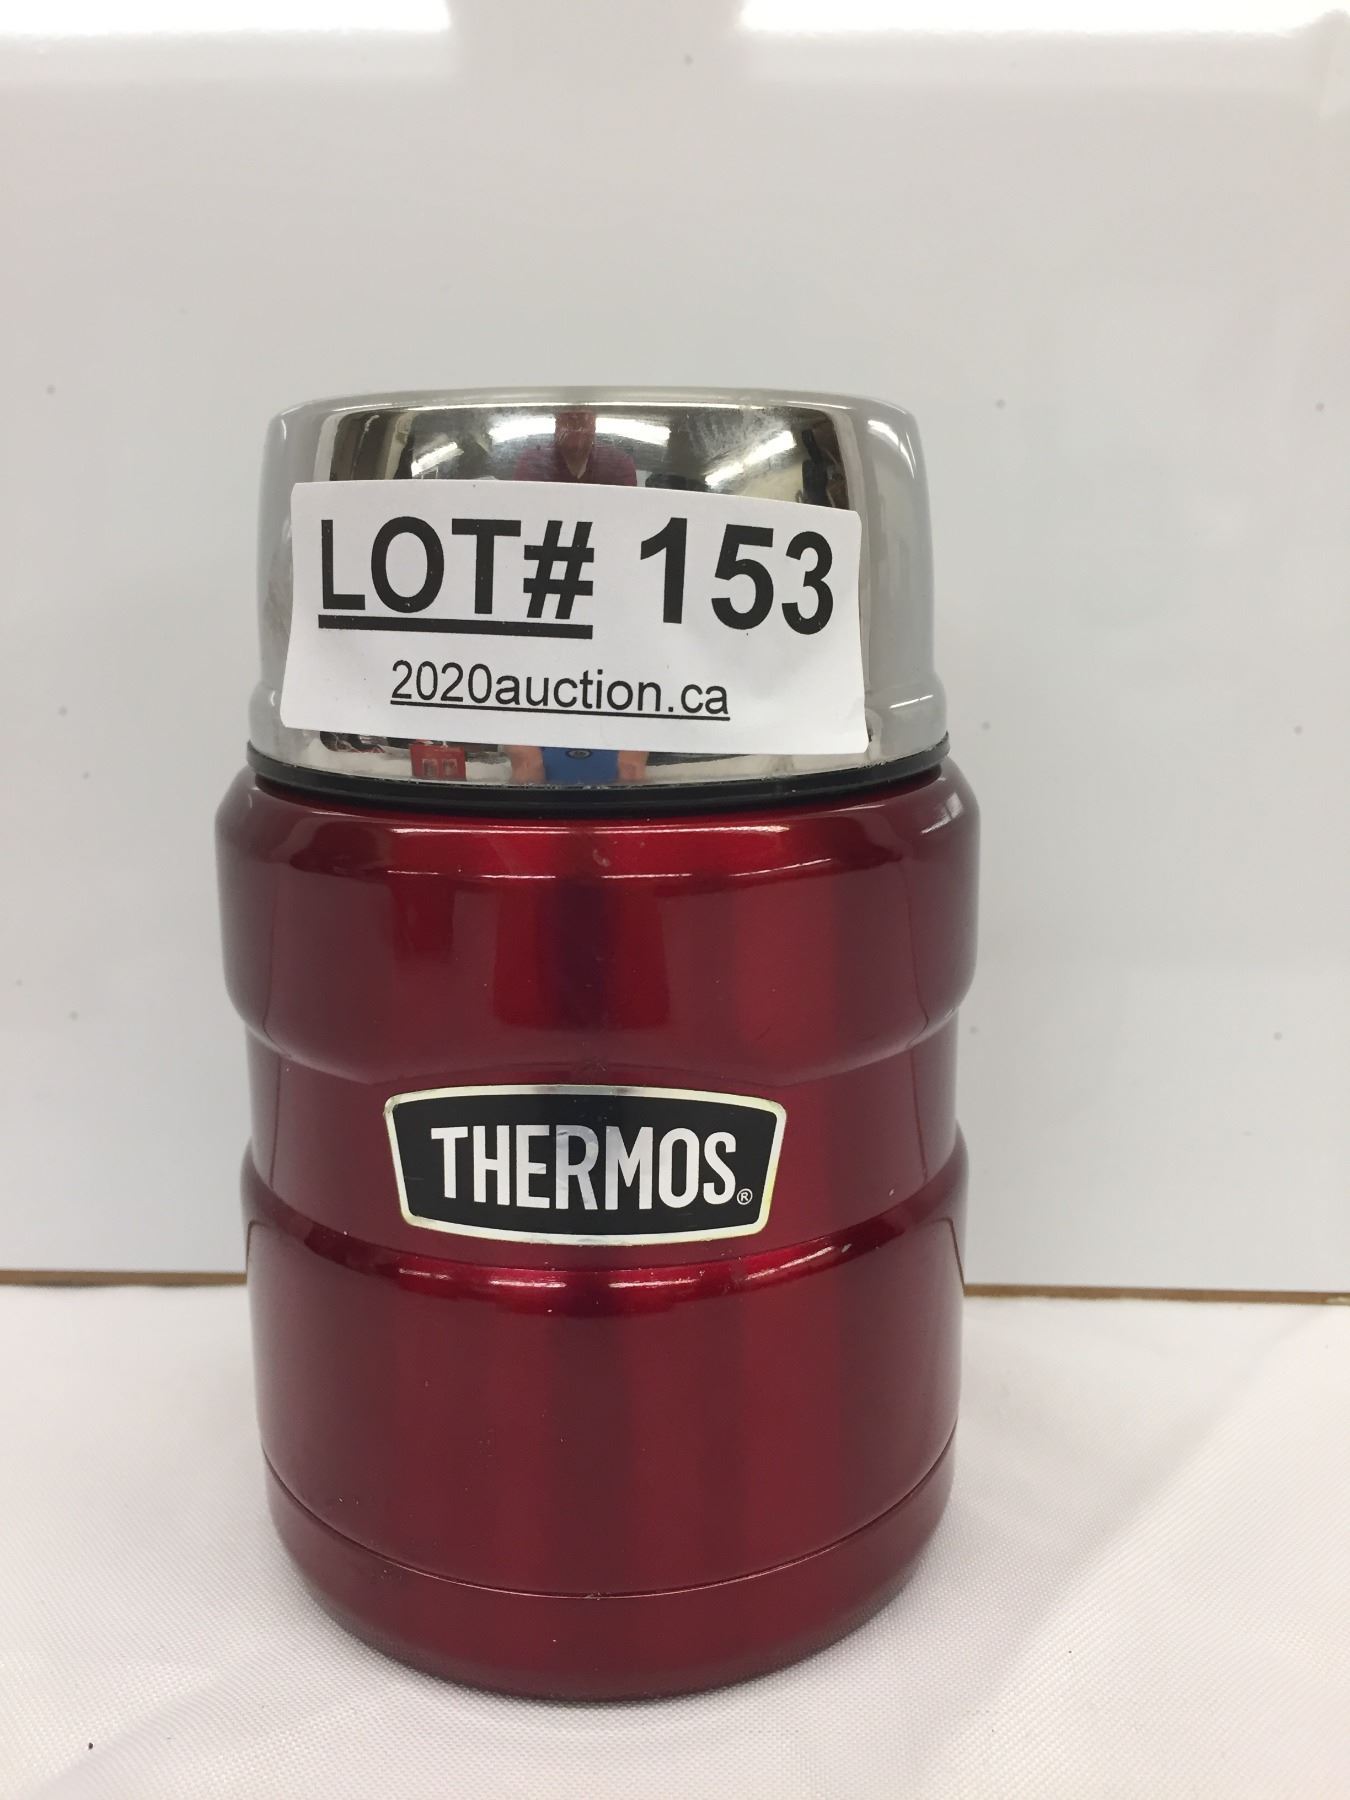 LOT# 153
2020auction.ca
THERMOS®